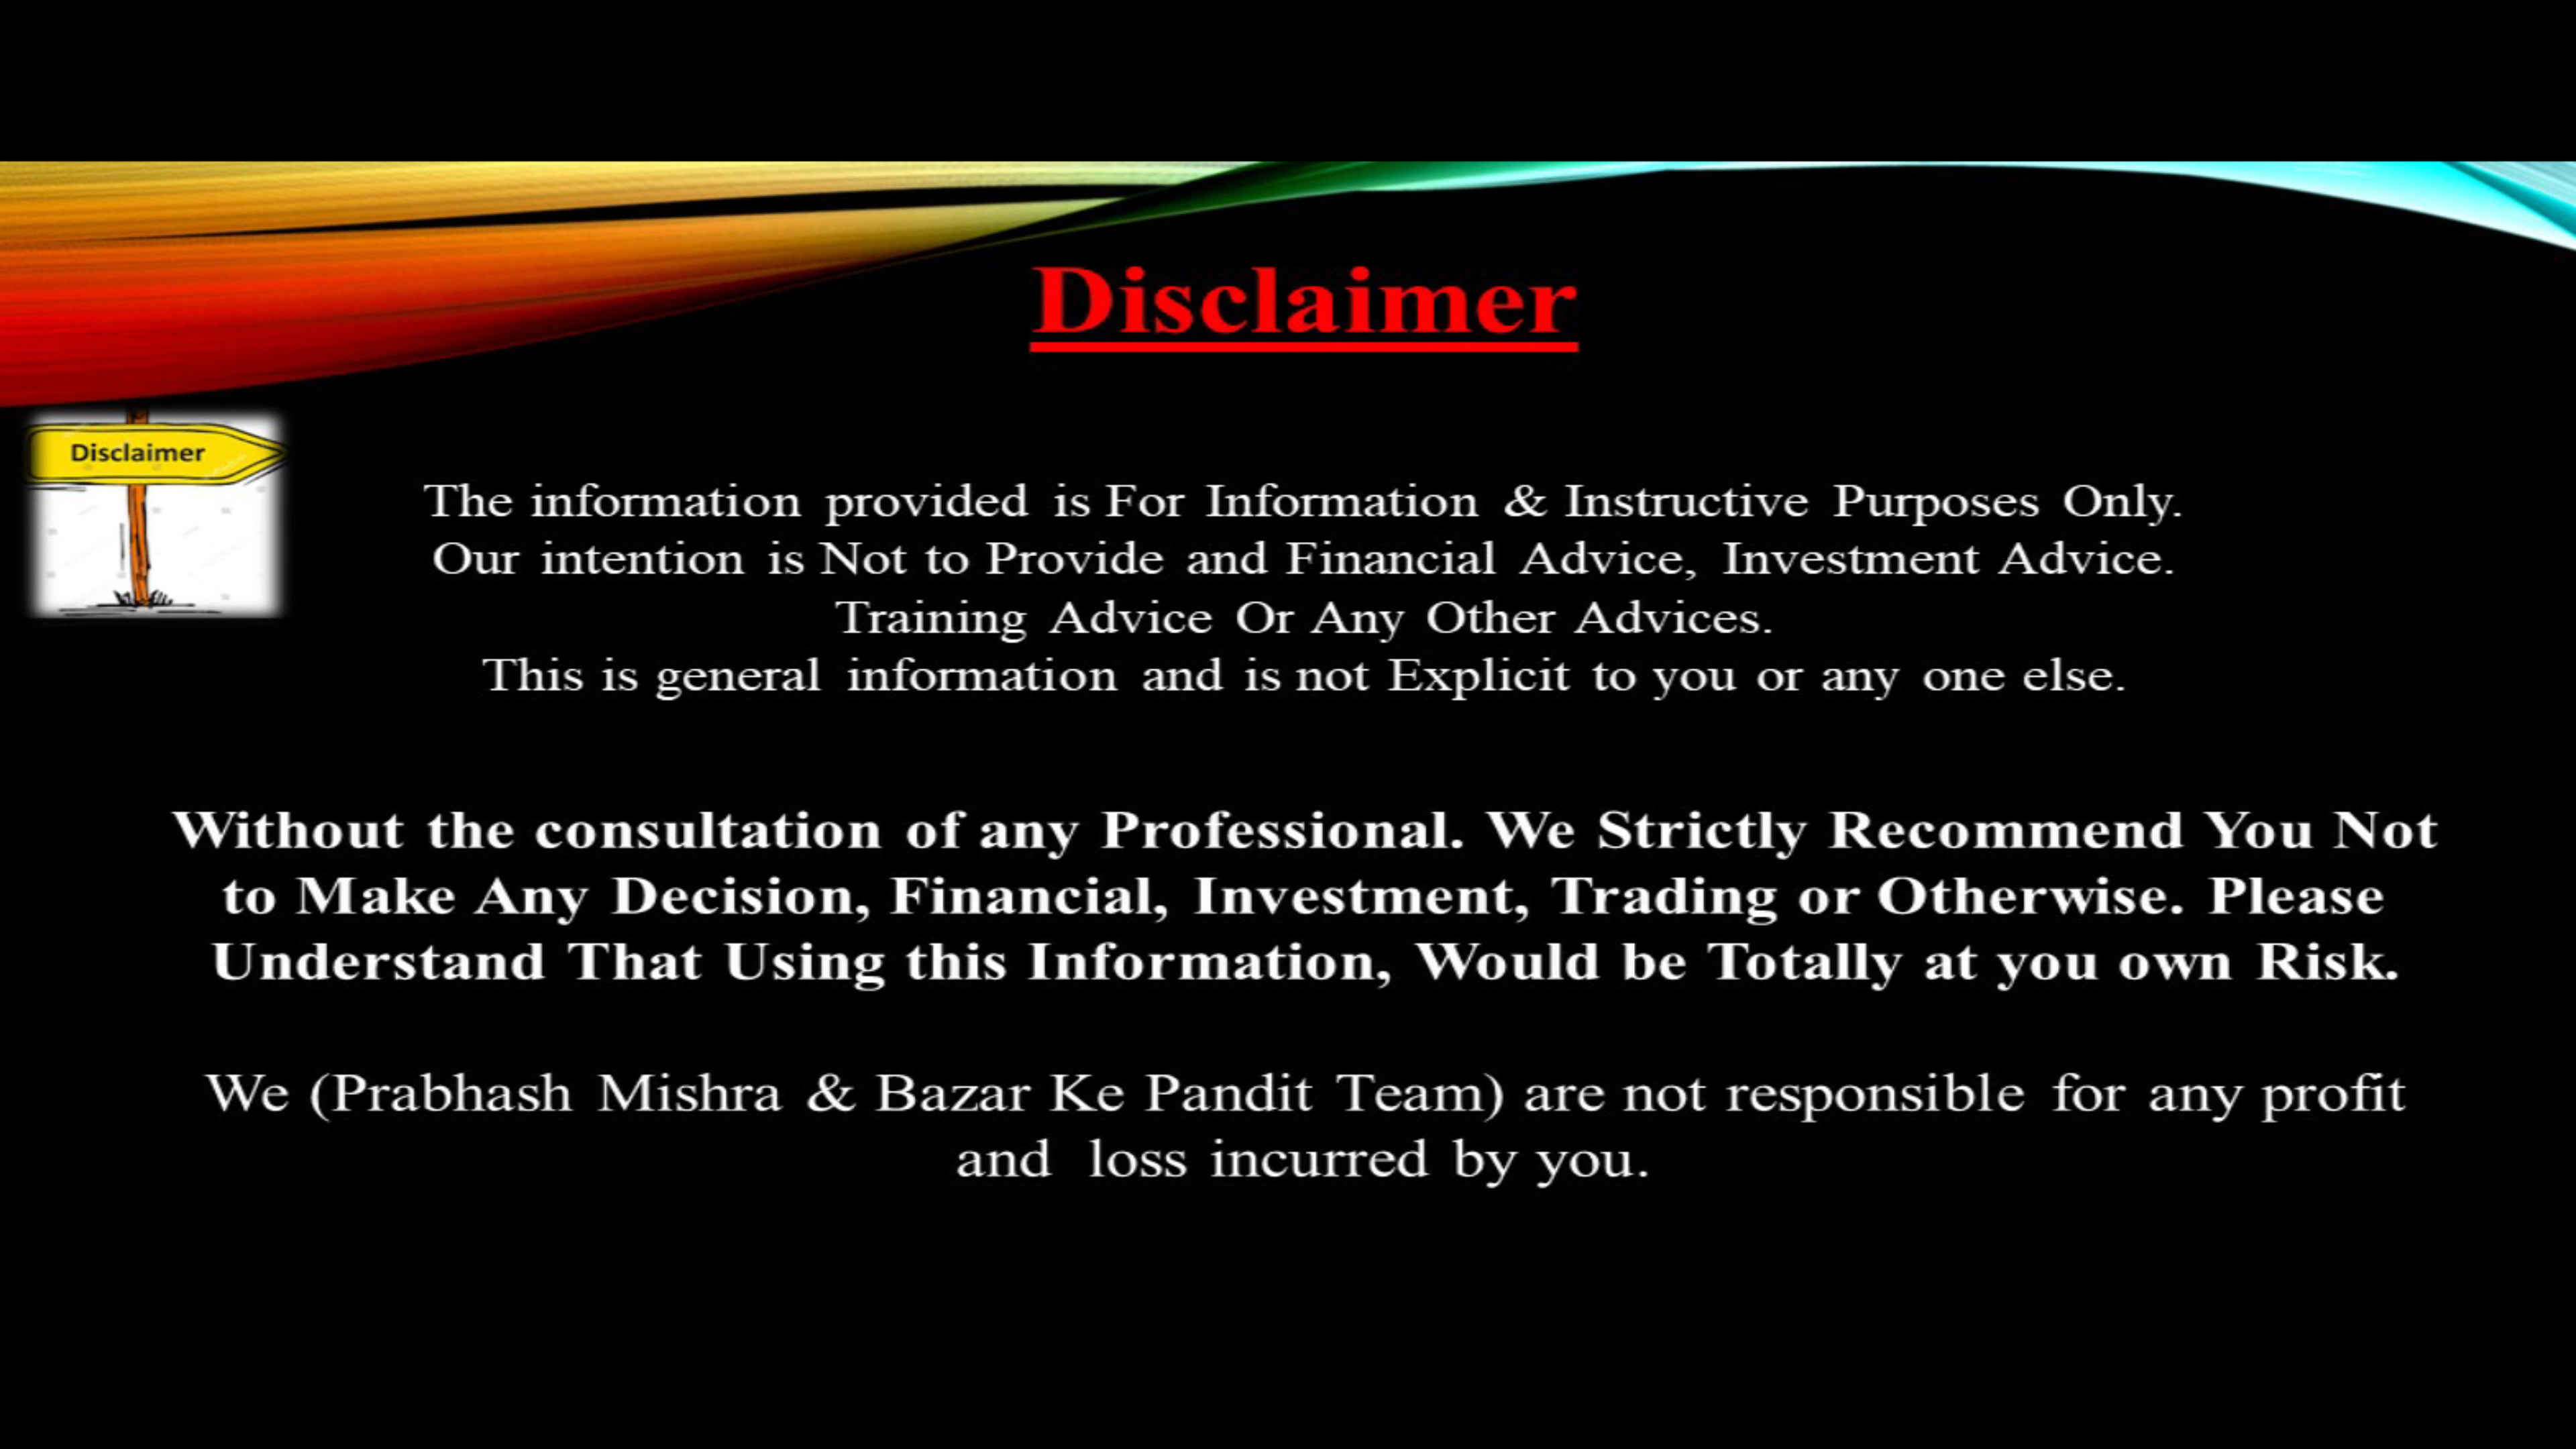 Disclaimer
Disclaimer
The information provided is For Information & Instructive Purposes Only.
Our intention is Not to Provide and Financial Advice, Investment Advice.
Training Advice Or Any Other Advices.
This is general information and is not Explicit to you or any one else.
Without the consultation of any Professional. We Strictly Recommend You Not
to Make Any Decision, Financial, Investment, Trading or Otherwise. Please
Understand That Using this Information, Would be Totally at you own Risk.
We (Prabhash Mishra & Bazar Ke Pandit Team) are not responsible for any profit
and loss incurred by you.